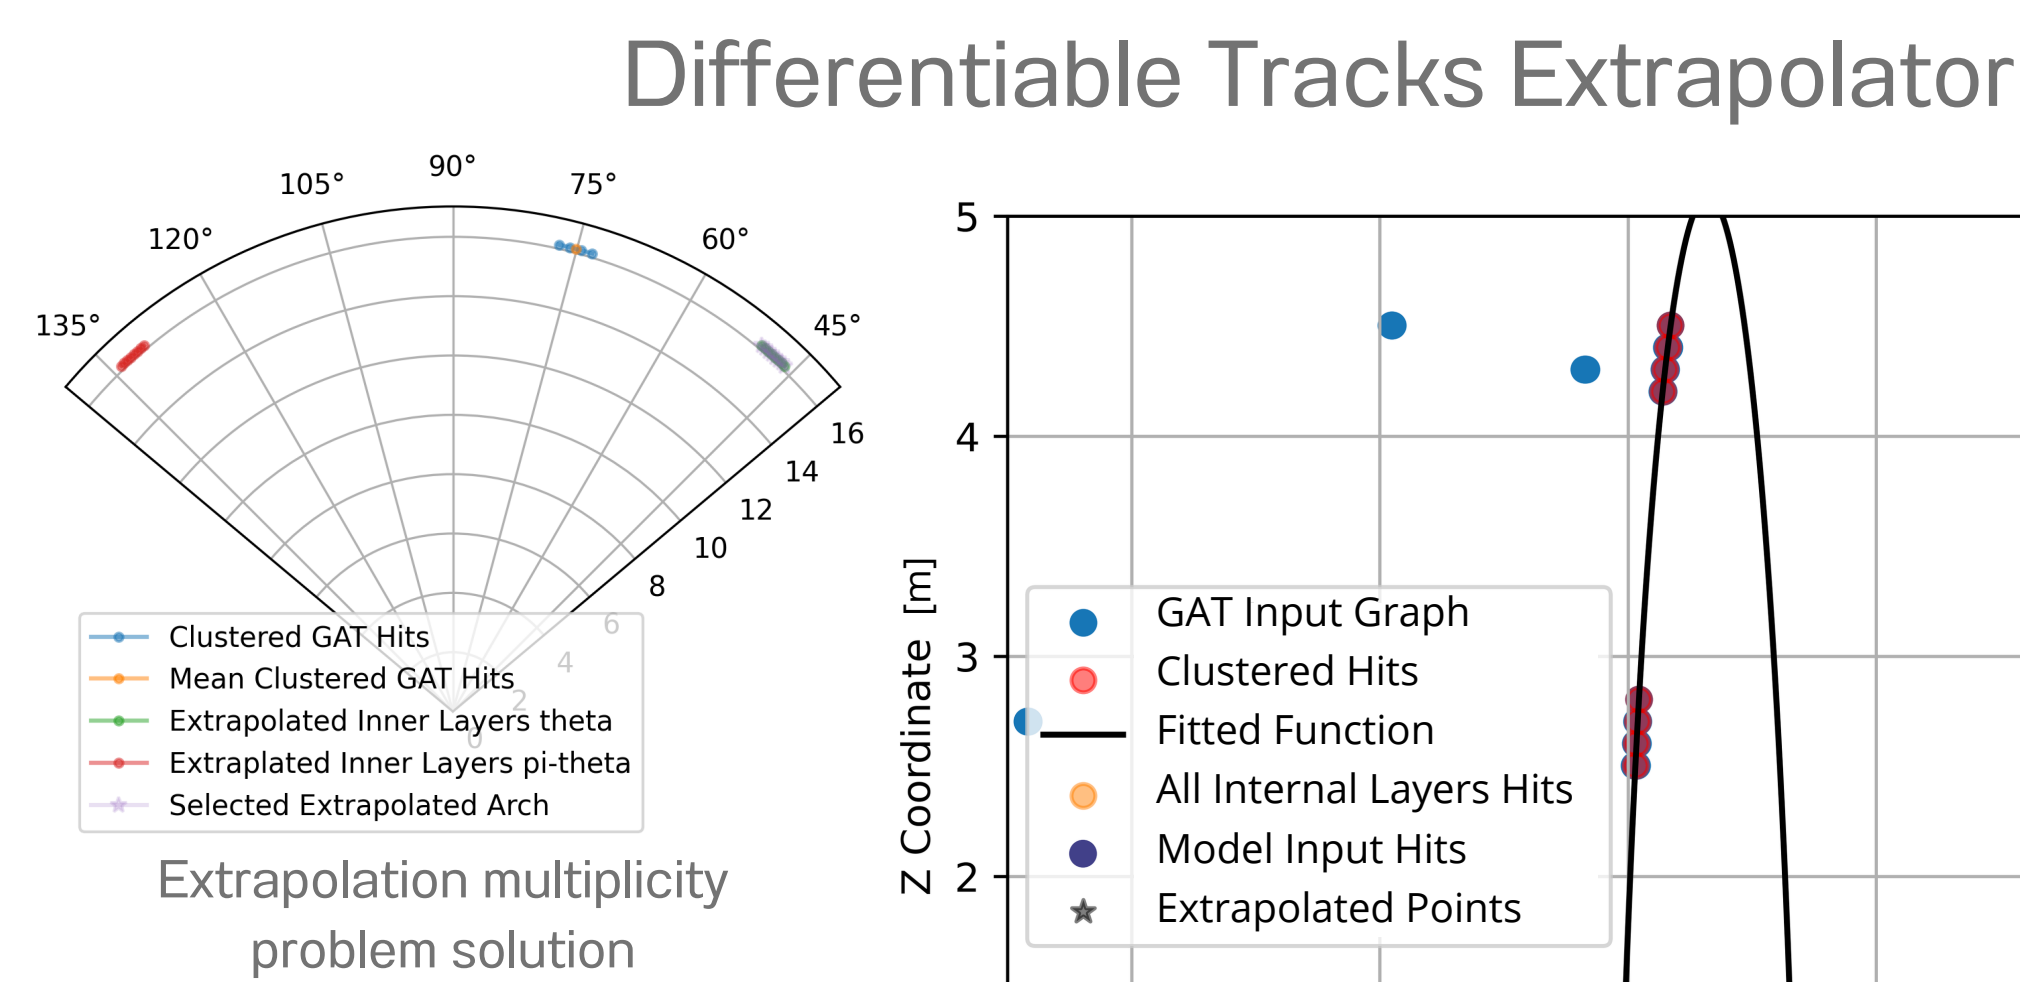 Differentiable Tracks Extrapolator
90°
105°
75°
120°
60°
135°
45°
16
14
12
10
8
6
4
2
0
Clustered GAT Hits
Mean Clustered GAT Hits
Extrapolated Inner Layers theta
Extraplated Inner Layers pi-theta
Selected Extrapolated Arch
Extrapolation multiplicity
problem solution
5
4
3
2
Z Coordinate [m]
GAT Input Graph
Clustered Hits
Fitted Function
All Internal Layers Hits
Model Input Hits
Extrapolated Points